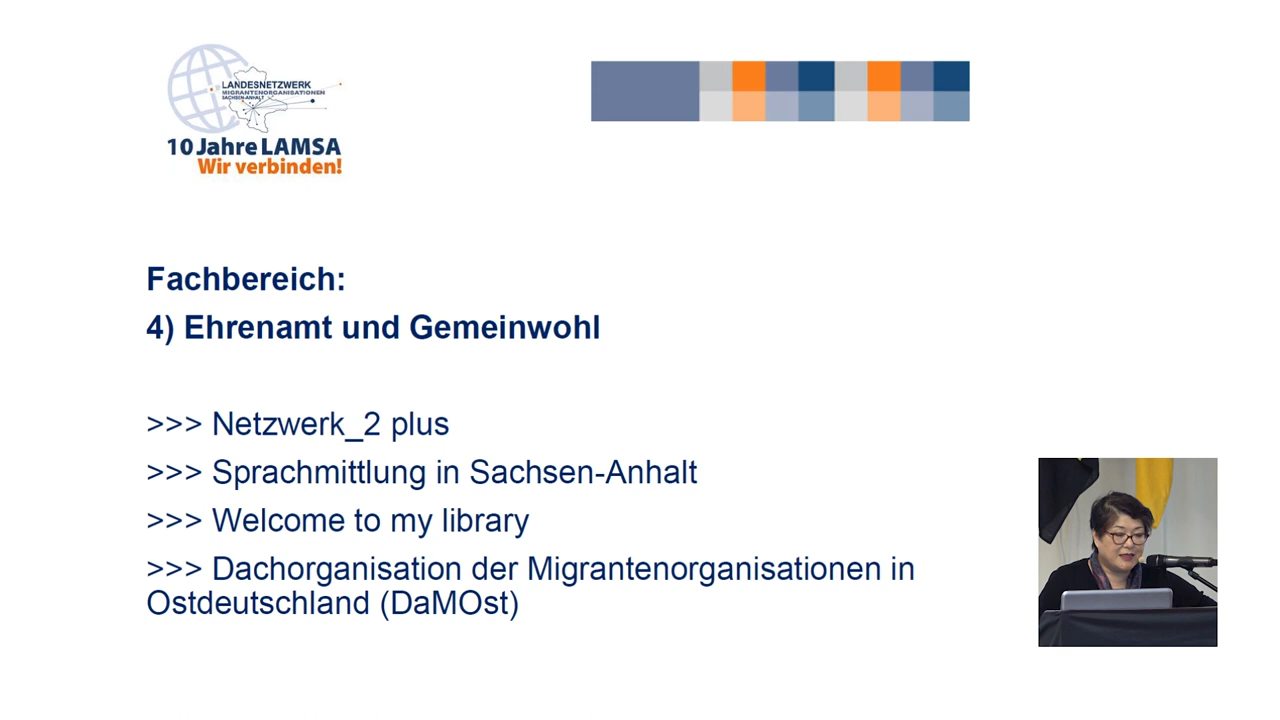 LANDESNETZWERK
MIGRANTENORGANISATIONEN
SACHSEN-ANHALT
10 Jahre LAMSA
Wir verbinden!
Fachbereich:
4) Ehrenamt und Gemeinwohl
>>> Netzwerk_2 plus
>>> Sprachmittlung in Sachsen-Anhalt
>>> Welcome to my library
>>> Dachorganisation der Migrantenorganisationen in
Ostdeutschland (DaMOst)